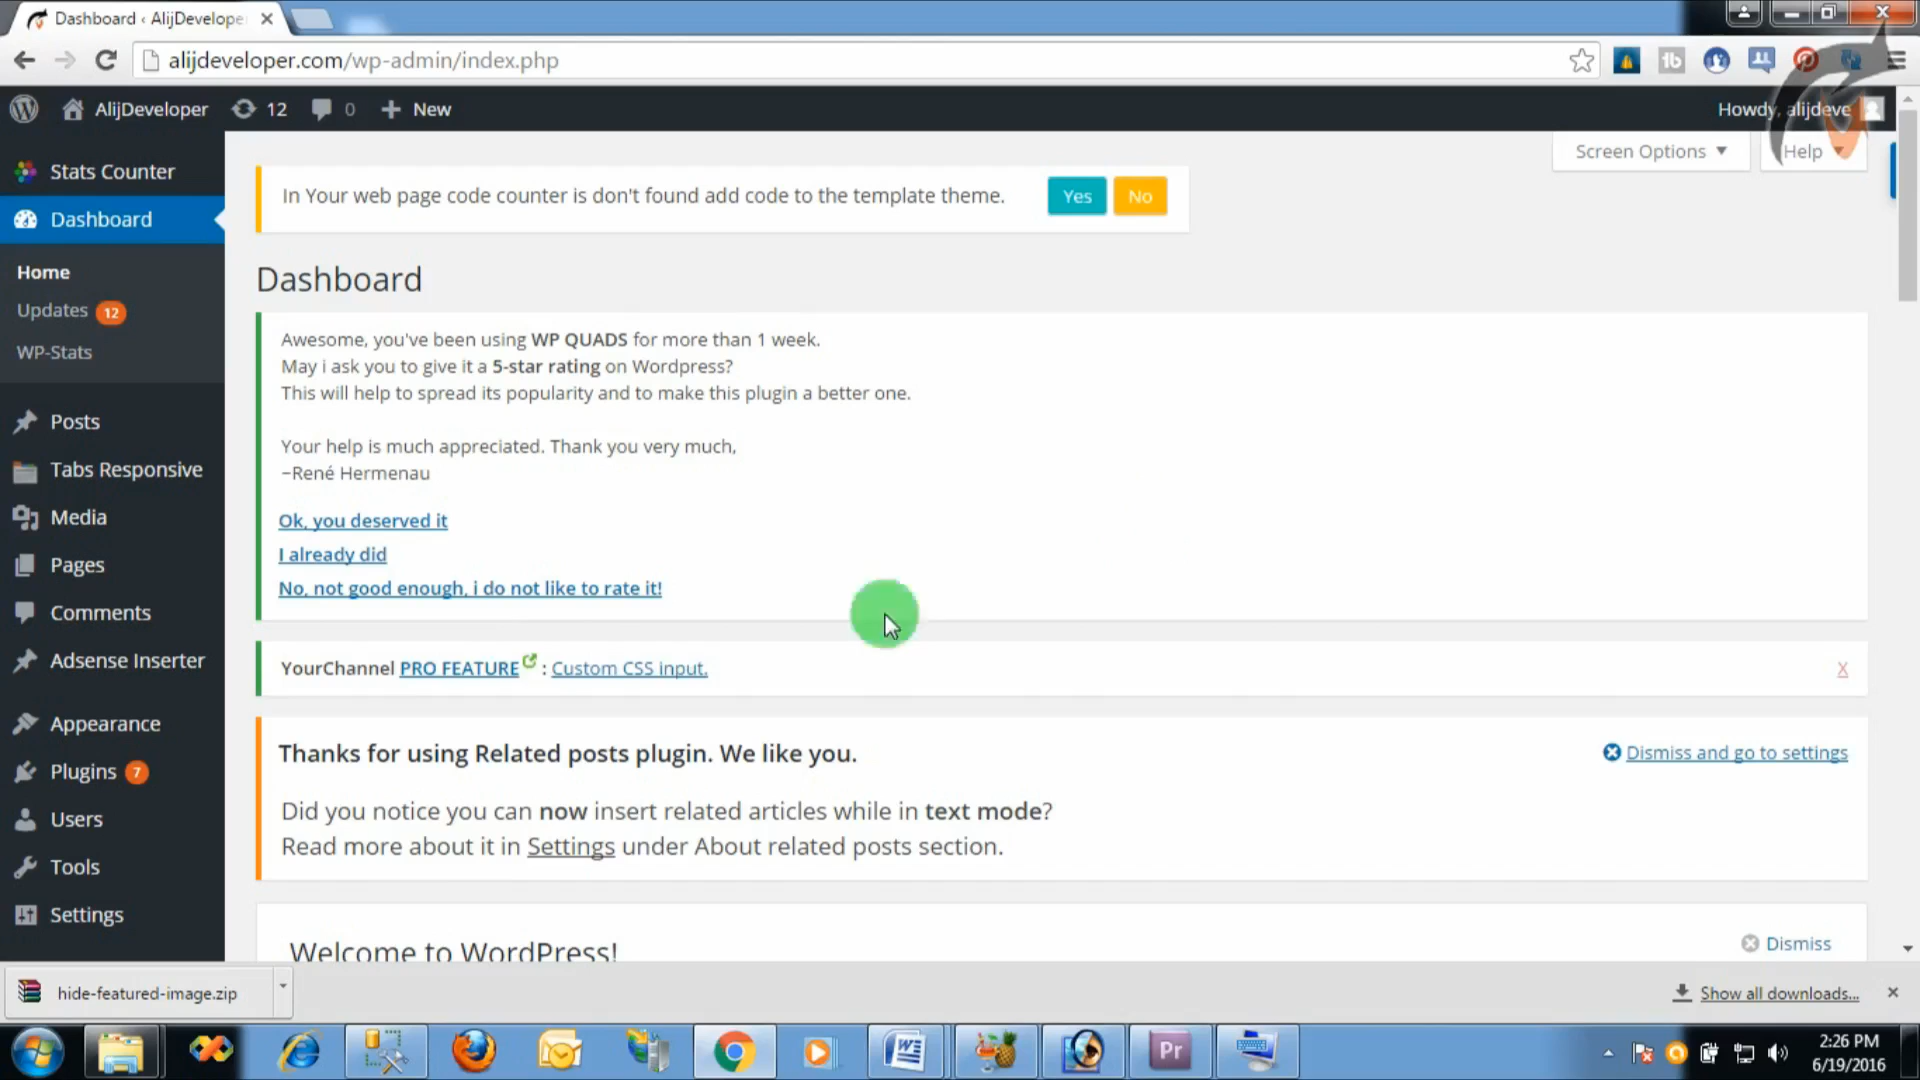 Dashboard ‹ AlijDevelope
alijdeveloper.com/wp-admin/index.php
AlijDeveloper 12 0 New
Howdy, alijdeve
Screen Options
Help
Stats Counter
Dashboard
Home
Updates 12
WP-Stats
Posts
Tabs Responsive
Media
Pages
Comments
Adsense Inserter
Appearance
Plugins 7
Users
Tools
Settings
In Your web page code counter is don't found add code to the template theme. Yes No
Dashboard
Awesome, you've been using WP QUADS for more than 1 week.
May i ask you to give it a 5-star rating on Wordpress?
This will help to spread its popularity and to make this plugin a better one.
Your help is much appreciated. Thank you very much,
~René Hermenau
Ok, you deserved it
I already did
No, not good enough, i do not like to rate it!
YourChannel PRO FEATURE : Custom CSS input.
X
Thanks for using Related posts plugin. We like you.
Dismiss and go to settings
Did you notice you can now insert related articles while in text mode?
Read more about it in Settings under About related posts section.
Welcome to WordPress!
Dismiss
hide-featured-image.zip
Show all downloads...
Pr
2:26 PM
6/19/2016